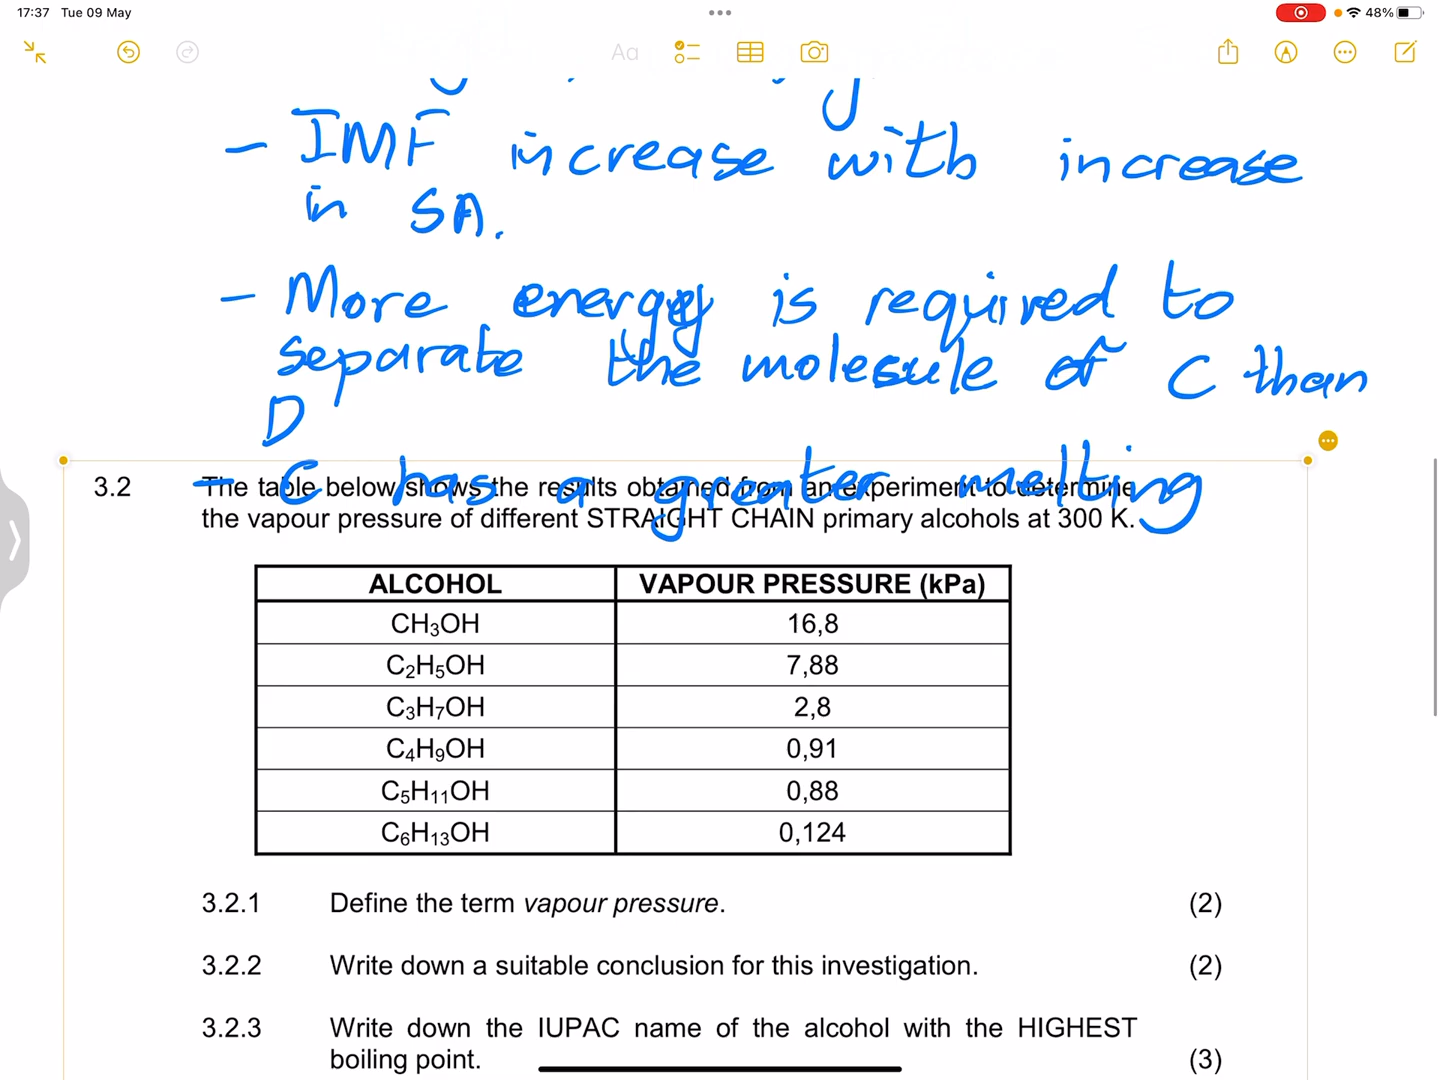 17:37 Tue 09 May
48%
Aa
- IMF increase with increase
in SA.
- More energy is required to
separate the molecule of C than
D
- C has a greater melting
3.2 The table below shows the results obtained from an experiment to determine
the vapour pressure of different STRAIGHT CHAIN primary alcohols at 300 K.
ALCOHOL VAPOUR PRESSURE (kPa)
CH₃OH 16,8
C₂H₅OH 7,88
C₃H₇OH 2,8
C₄H₉OH 0,91
C₅H₁₁OH 0,88
C₆H₁₃OH 0,124
3.2.1 Define the term vapour pressure. (2)
3.2.2 Write down a suitable conclusion for this investigation. (2)
3.2.3 Write down the IUPAC name of the alcohol with the HIGHEST
boiling point. (3)